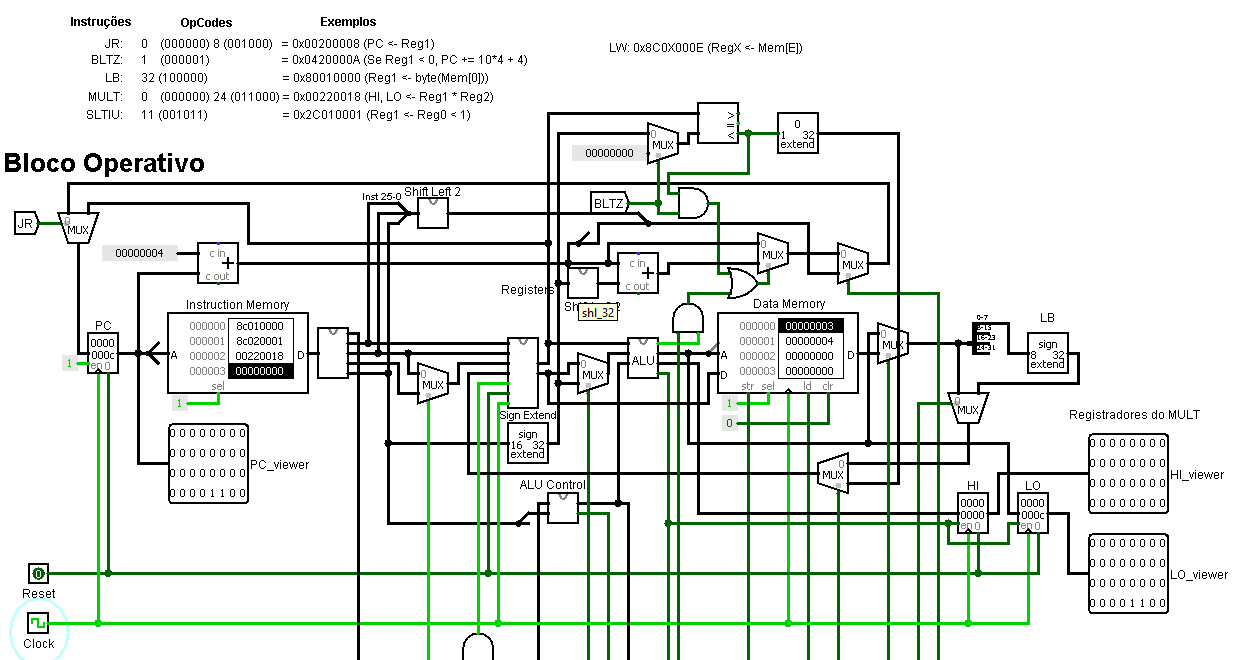 Instruções OpCodes Exemplos
JR: 0 (000000) 8 (001000) = 0x00200008 (PC <- Reg1)
LW: 0x8C0X000E (RegX <- Mem[E])
BLTZ: 1 (000001) = 0x0420000A (Se Reg1 < 0, PC += 10*4 + 4)
LB: 32 (100000) = 0x80010000 (Reg1 <- byte(Mem[0]))
MULT: 0 (000000) 24 (011000) = 0x00220018 (HI, LO <- Reg1 * Reg2)
SLTIU: 11 (001011) = 0x2C010001 (Reg1 <- Reg0 < 1)
Bloco Operativo
>
=
<
0
1 32
extend
0
MUX
00000000
Inst 25-0
Shift Left 2
BLTZ
JR
0
MUX
00000004
c in
+
c out
c in
+
c out
0
MUX
0
MUX
Registers
shl_32
Instruction Memory
000000 8c010000
000001 8c020001
000002 00220018
000003 00000000
A
D
sel
1
PC
0000
000c
en 0
1
0
MUX
0
MUX
ALU
Data Memory
000000 00000003
000001 00000004
000002 00000000
000003 00000000
A
D
D
str sel ld clr
1
0
0
MUX
0-7
8-15
16-23
24-31
LB
sign
8 32
extend
0
MUX
Sign Extend
sign
16 32
extend
0
MUX
ALU Control
Registradores do MULT
0 0 0 0 0 0 0 0
0 0 0 0 0 0 0 0
0 0 0 0 0 0 0 0
0 0 0 0 1 1 0 0
PC_viewer
0 0 0 0 0 0 0 0
0 0 0 0 0 0 0 0
0 0 0 0 0 0 0 0
0 0 0 0 0 0 0 0
HI_viewer
HI
0000
0000
en 0
LO
0000
000c
en 0
0 0 0 0 0 0 0 0
0 0 0 0 0 0 0 0
0 0 0 0 0 0 0 0
0 0 0 0 1 1 0 0
LO_viewer
0
Reset
Clock